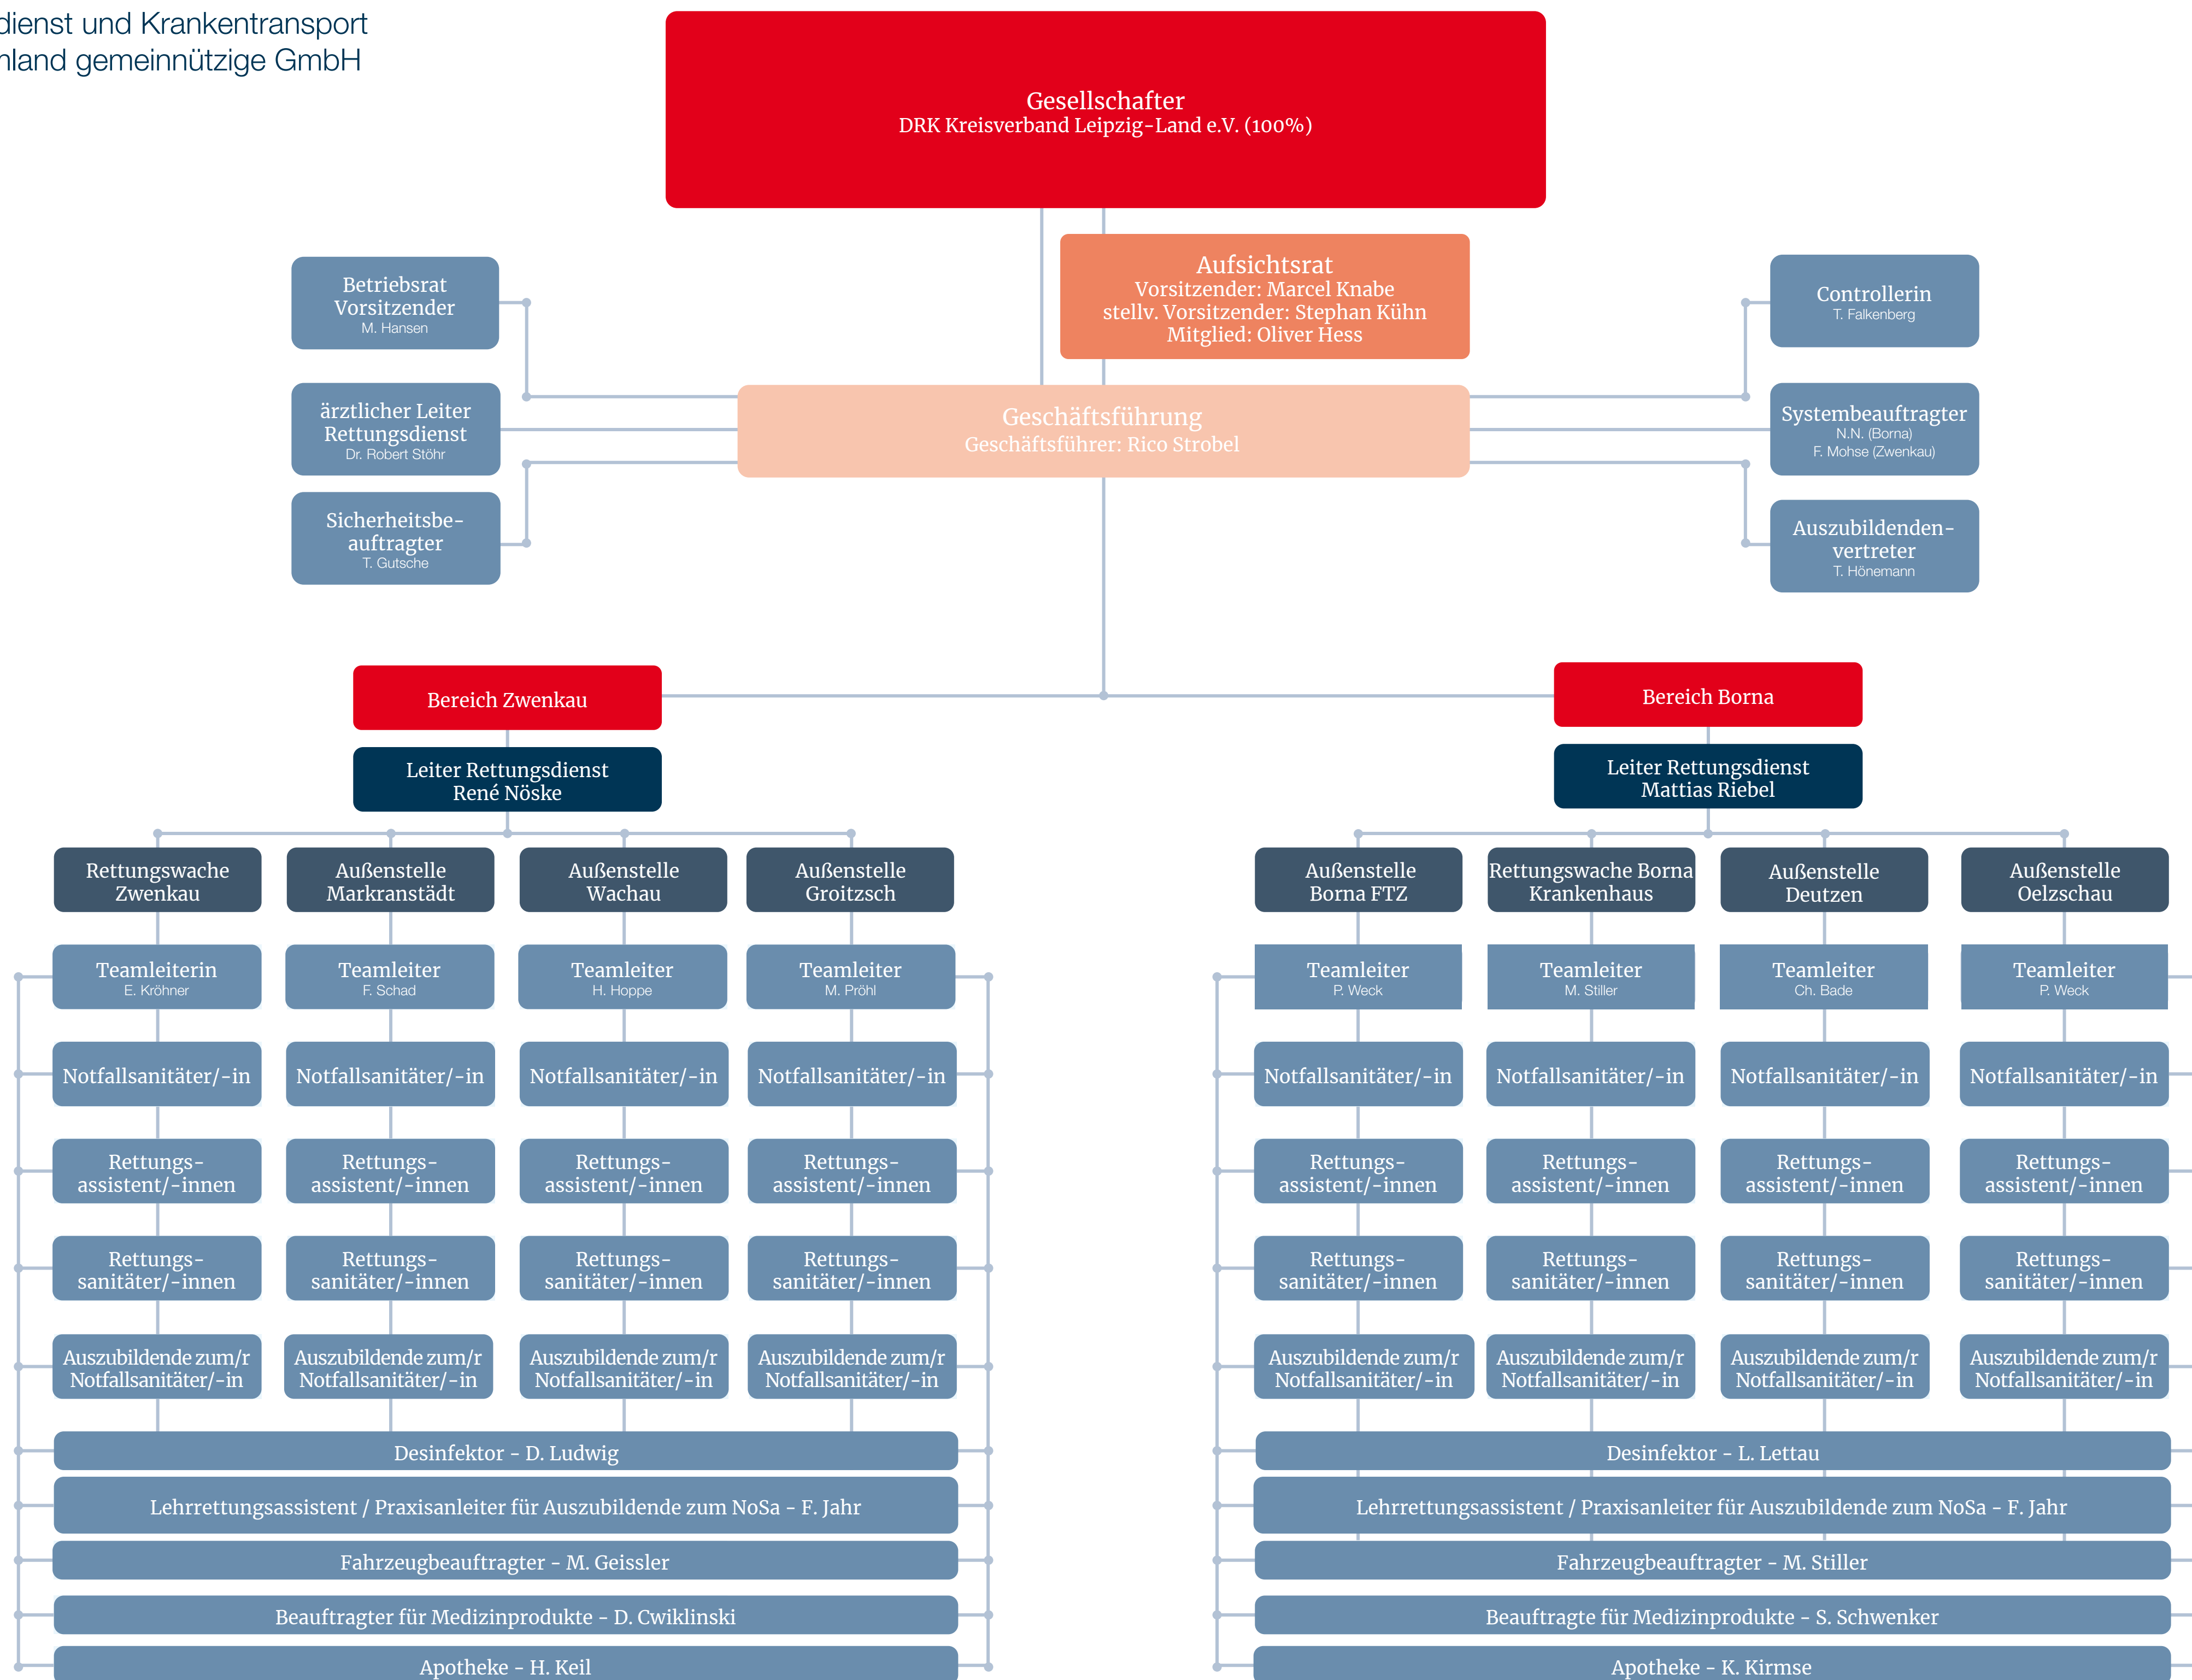 dienst und Krankentransport
nland gemeinnützige GmbH
Gesellschafter
DRK Kreisverband Leipzig-Land e.V. (100%)
Aufsichtsrat
Vorsitzender: Marcel Knabe
stellv. Vorsitzender: Stephan Kühn
Mitglied: Oliver Hess
Betriebsrat
Vorsitzender
M. Hansen
Controllerin
T. Falkenberg
ärztlicher Leiter
Rettungsdienst
Dr. Robert Stöhr
Geschäftsführung
Geschäftsführer: Rico Strobel
Systembeauftragter
N.N. (Borna)
F. Mohse (Zwenkau)
Sicherheitsbe-
auftragter
T. Gutsche
Auszubildenden-
vertreter
T. Hönemann
Bereich Zwenkau
Leiter Rettungsdienst
René Nöske
Bereich Borna
Leiter Rettungsdienst
Mattias Riebel
Rettungswache
Zwenkau
Außenstelle
Markranstädt
Außenstelle
Wachau
Außenstelle
Groitzsch
Außenstelle
Borna FTZ
Rettungswache Borna
Krankenhaus
Außenstelle
Deutzen
Außenstelle
Oelzschau
Teamleiterin
E. Kröhner
Teamleiter
F. Schad
Teamleiter
H. Hoppe
Teamleiter
M. Pröhl
Teamleiter
P. Weck
Teamleiter
M. Stiller
Teamleiter
Ch. Bade
Teamleiter
P. Weck
Notfallsanitäter/-in
Notfallsanitäter/-in
Notfallsanitäter/-in
Notfallsanitäter/-in
Notfallsanitäter/-in
Notfallsanitäter/-in
Notfallsanitäter/-in
Notfallsanitäter/-in
Rettungs-
assistent/-innen
Rettungs-
assistent/-innen
Rettungs-
assistent/-innen
Rettungs-
assistent/-innen
Rettungs-
assistent/-innen
Rettungs-
assistent/-innen
Rettungs-
assistent/-innen
Rettungs-
assistent/-innen
Rettungs-
sanitäter/-innen
Rettungs-
sanitäter/-innen
Rettungs-
sanitäter/-innen
Rettungs-
sanitäter/-innen
Rettungs-
sanitäter/-innen
Rettungs-
sanitäter/-innen
Rettungs-
sanitäter/-innen
Rettungs-
sanitäter/-innen
Auszubildende zum/r
Notfallsanitäter/-in
Auszubildende zum/r
Notfallsanitäter/-in
Auszubildende zum/r
Notfallsanitäter/-in
Auszubildende zum/r
Notfallsanitäter/-in
Auszubildende zum/r
Notfallsanitäter/-in
Auszubildende zum/r
Notfallsanitäter/-in
Auszubildende zum/r
Notfallsanitäter/-in
Auszubildende zum/r
Notfallsanitäter/-in
Desinfektor - D. Ludwig
Lehrrettungsassistent / Praxisanleiter für Auszubildende zum NoSa - F. Jahr
Fahrzeugbeauftragter - M. Geissler
Beauftragter für Medizinprodukte - D. Cwiklinski
Apotheke - H. Keil
Desinfektor - L. Lettau
Lehrrettungsassistent / Praxisanleiter für Auszubildende zum NoSa - F. Jahr
Fahrzeugbeauftragter - M. Stiller
Beauftragte für Medizinprodukte - S. Schwenker
Apotheke - K. Kirmse